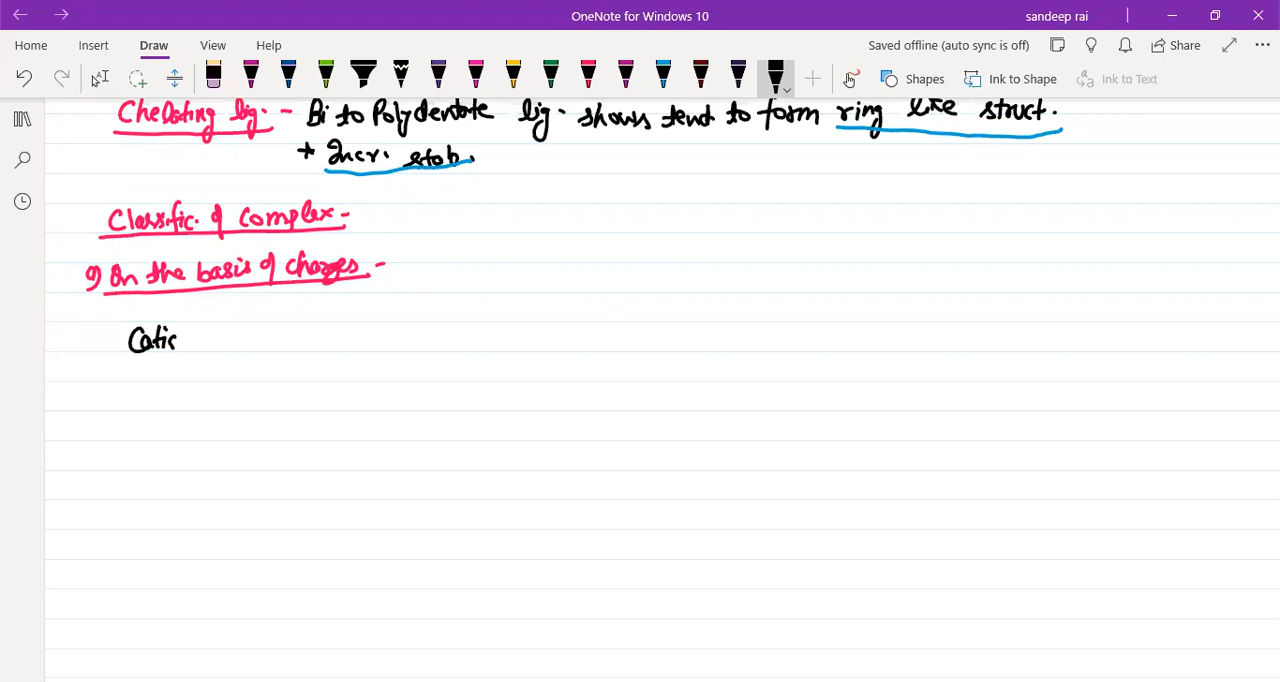 OneNote for Windows 10
sandeep rai
Home Insert Draw View Help
Saved offline (auto sync is off) Share
Shapes Ink to Shape Ink to Text
Chelating lig. - Bi to Polydentate lig. shows tend to form ring like struct.
+ Incr. stab.
Classific. of complex -
On the basis of charges -
Catic